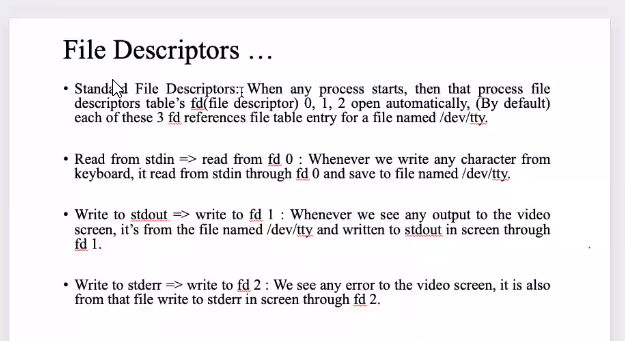 File Descriptors …
• Standard File Descriptors: When any process starts, then that process file
descriptors table's fd(file descriptor) 0, 1, 2 open automatically, (By default)
each of these 3 fd references file table entry for a file named /dev/tty.
• Read from stdin => read from fd 0 : Whenever we write any character from
keyboard, it read from stdin through fd 0 and save to file named /dev/tty.
• Write to stdout => write to fd 1 : Whenever we see any output to the video
screen, it's from the file named /dev/tty and written to stdout in screen through
fd 1.
• Write to stderr => write to fd 2 : We see any error to the video screen, it is also
from that file write to stderr in screen through fd 2.